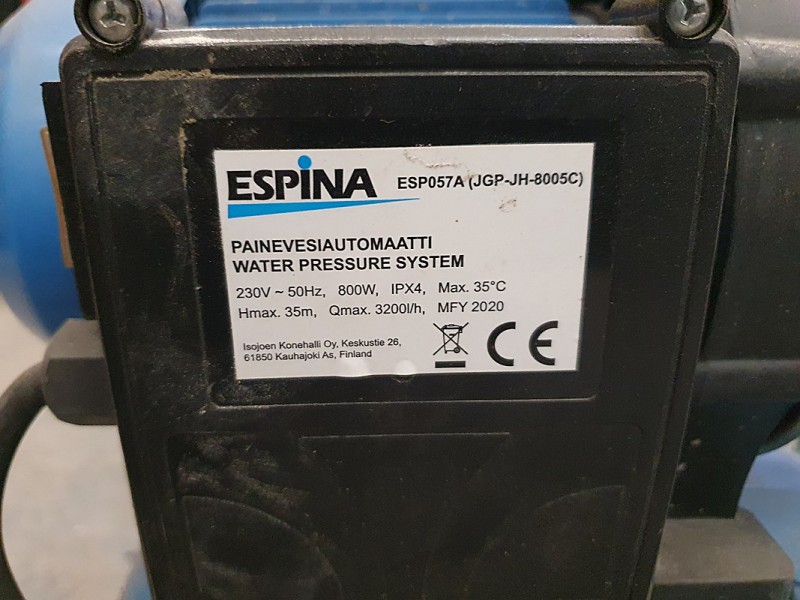 ESPINA ESP057A (JGP-JH-8005C)
PAINEVESIAUTOMAATTI
WATER PRESSURE SYSTEM
230V ~ 50Hz, 800W, IPX4, Max. 35°C
Hmax. 35m, Qmax. 3200l/h, MFY 2020
Isojoen Konehalli Oy, Keskustie 26,
61850 Kauhajoki As, Finland
CE